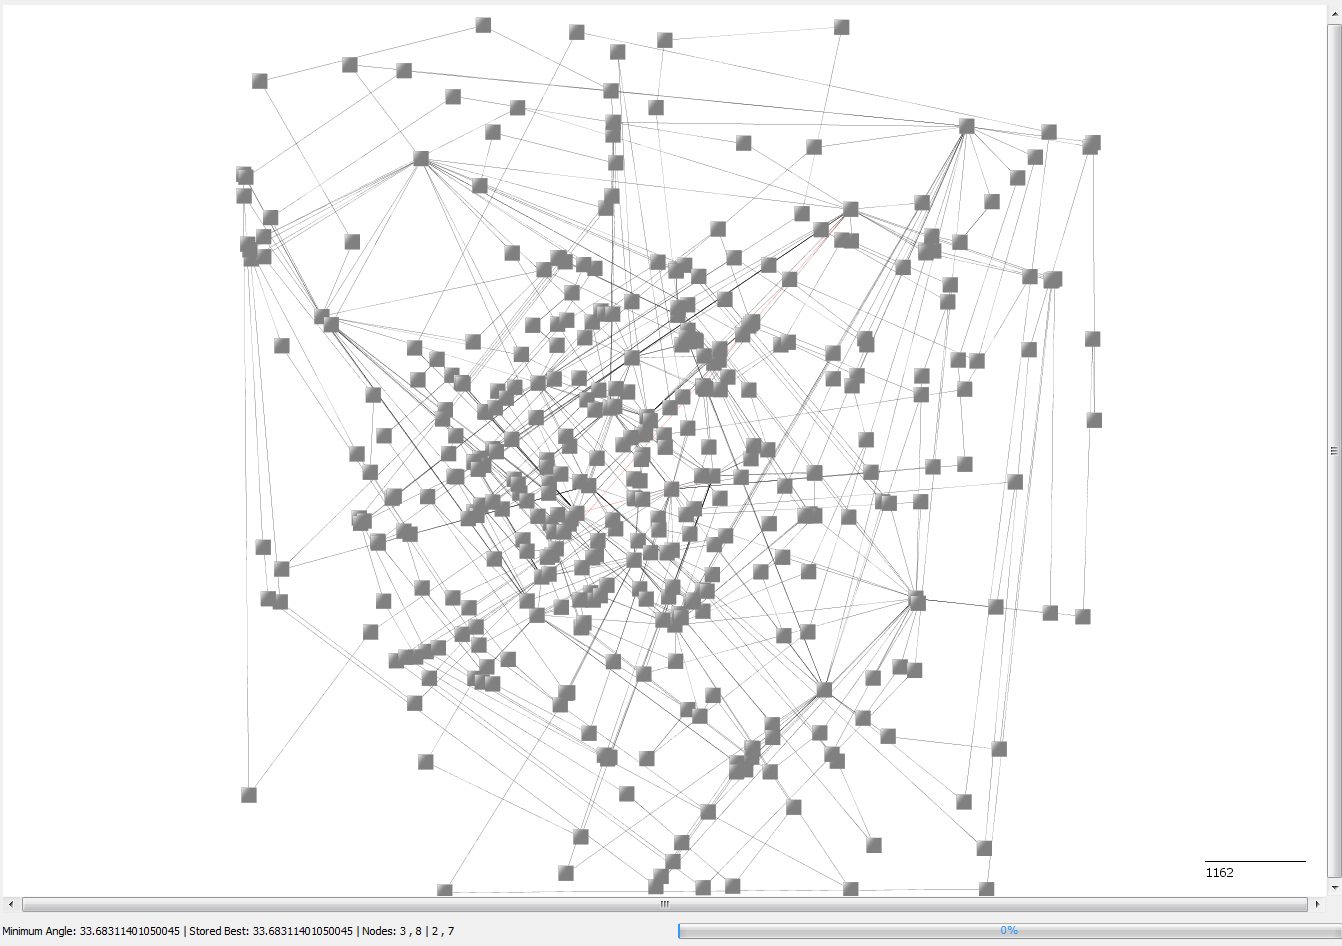 1162
Minimum Angle: 33.68311401050045 | Stored Best: 33.68311401050045 | Nodes: 3 , 8 | 2 , 7
0%